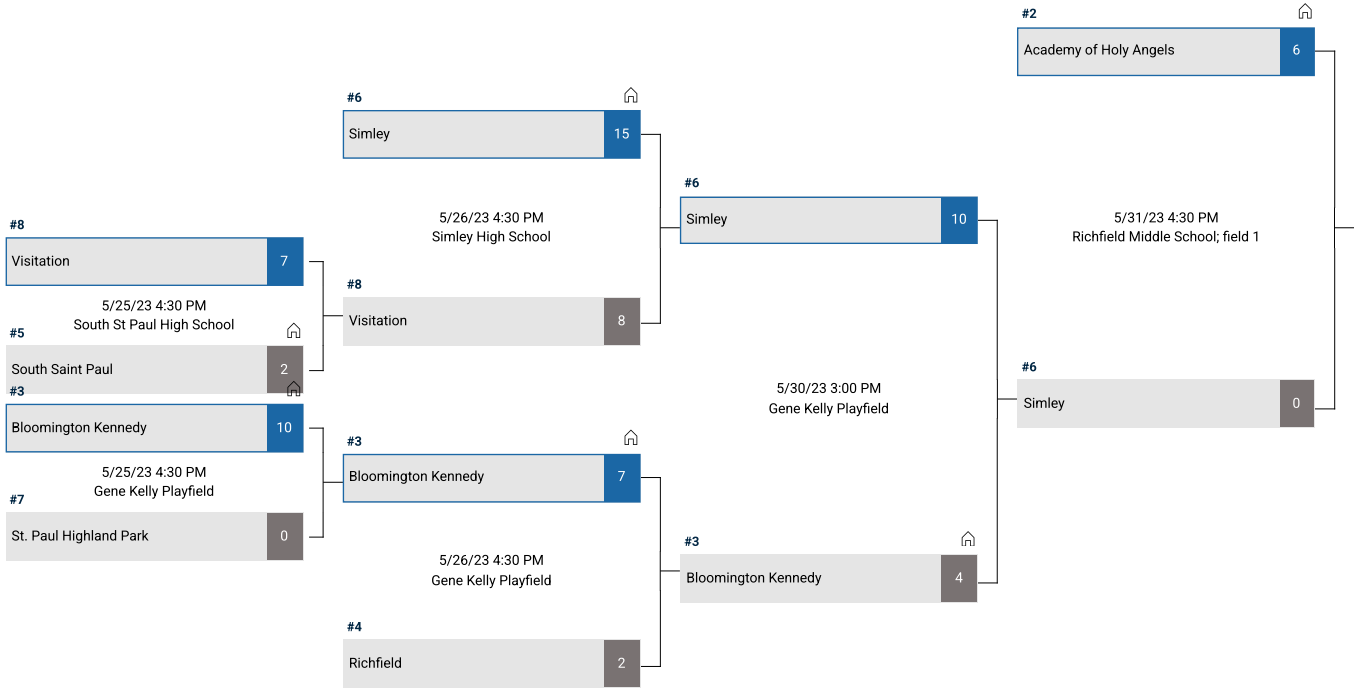 #8
Visitation 7
5/25/23 4:30 PM
South St Paul High School
#5
South Saint Paul 2
#3
Bloomington Kennedy 10
5/25/23 4:30 PM
Gene Kelly Playfield
#7
St. Paul Highland Park 0
#6
Simley 15
5/26/23 4:30 PM
Simley High School
#8
Visitation 8
#3
Bloomington Kennedy 7
5/26/23 4:30 PM
Gene Kelly Playfield
#4
Richfield 2
#6
Simley 10
5/30/23 3:00 PM
Gene Kelly Playfield
#3
Bloomington Kennedy 4
#2
Academy of Holy Angels 6
5/31/23 4:30 PM
Richfield Middle School; field 1
#6
Simley 0